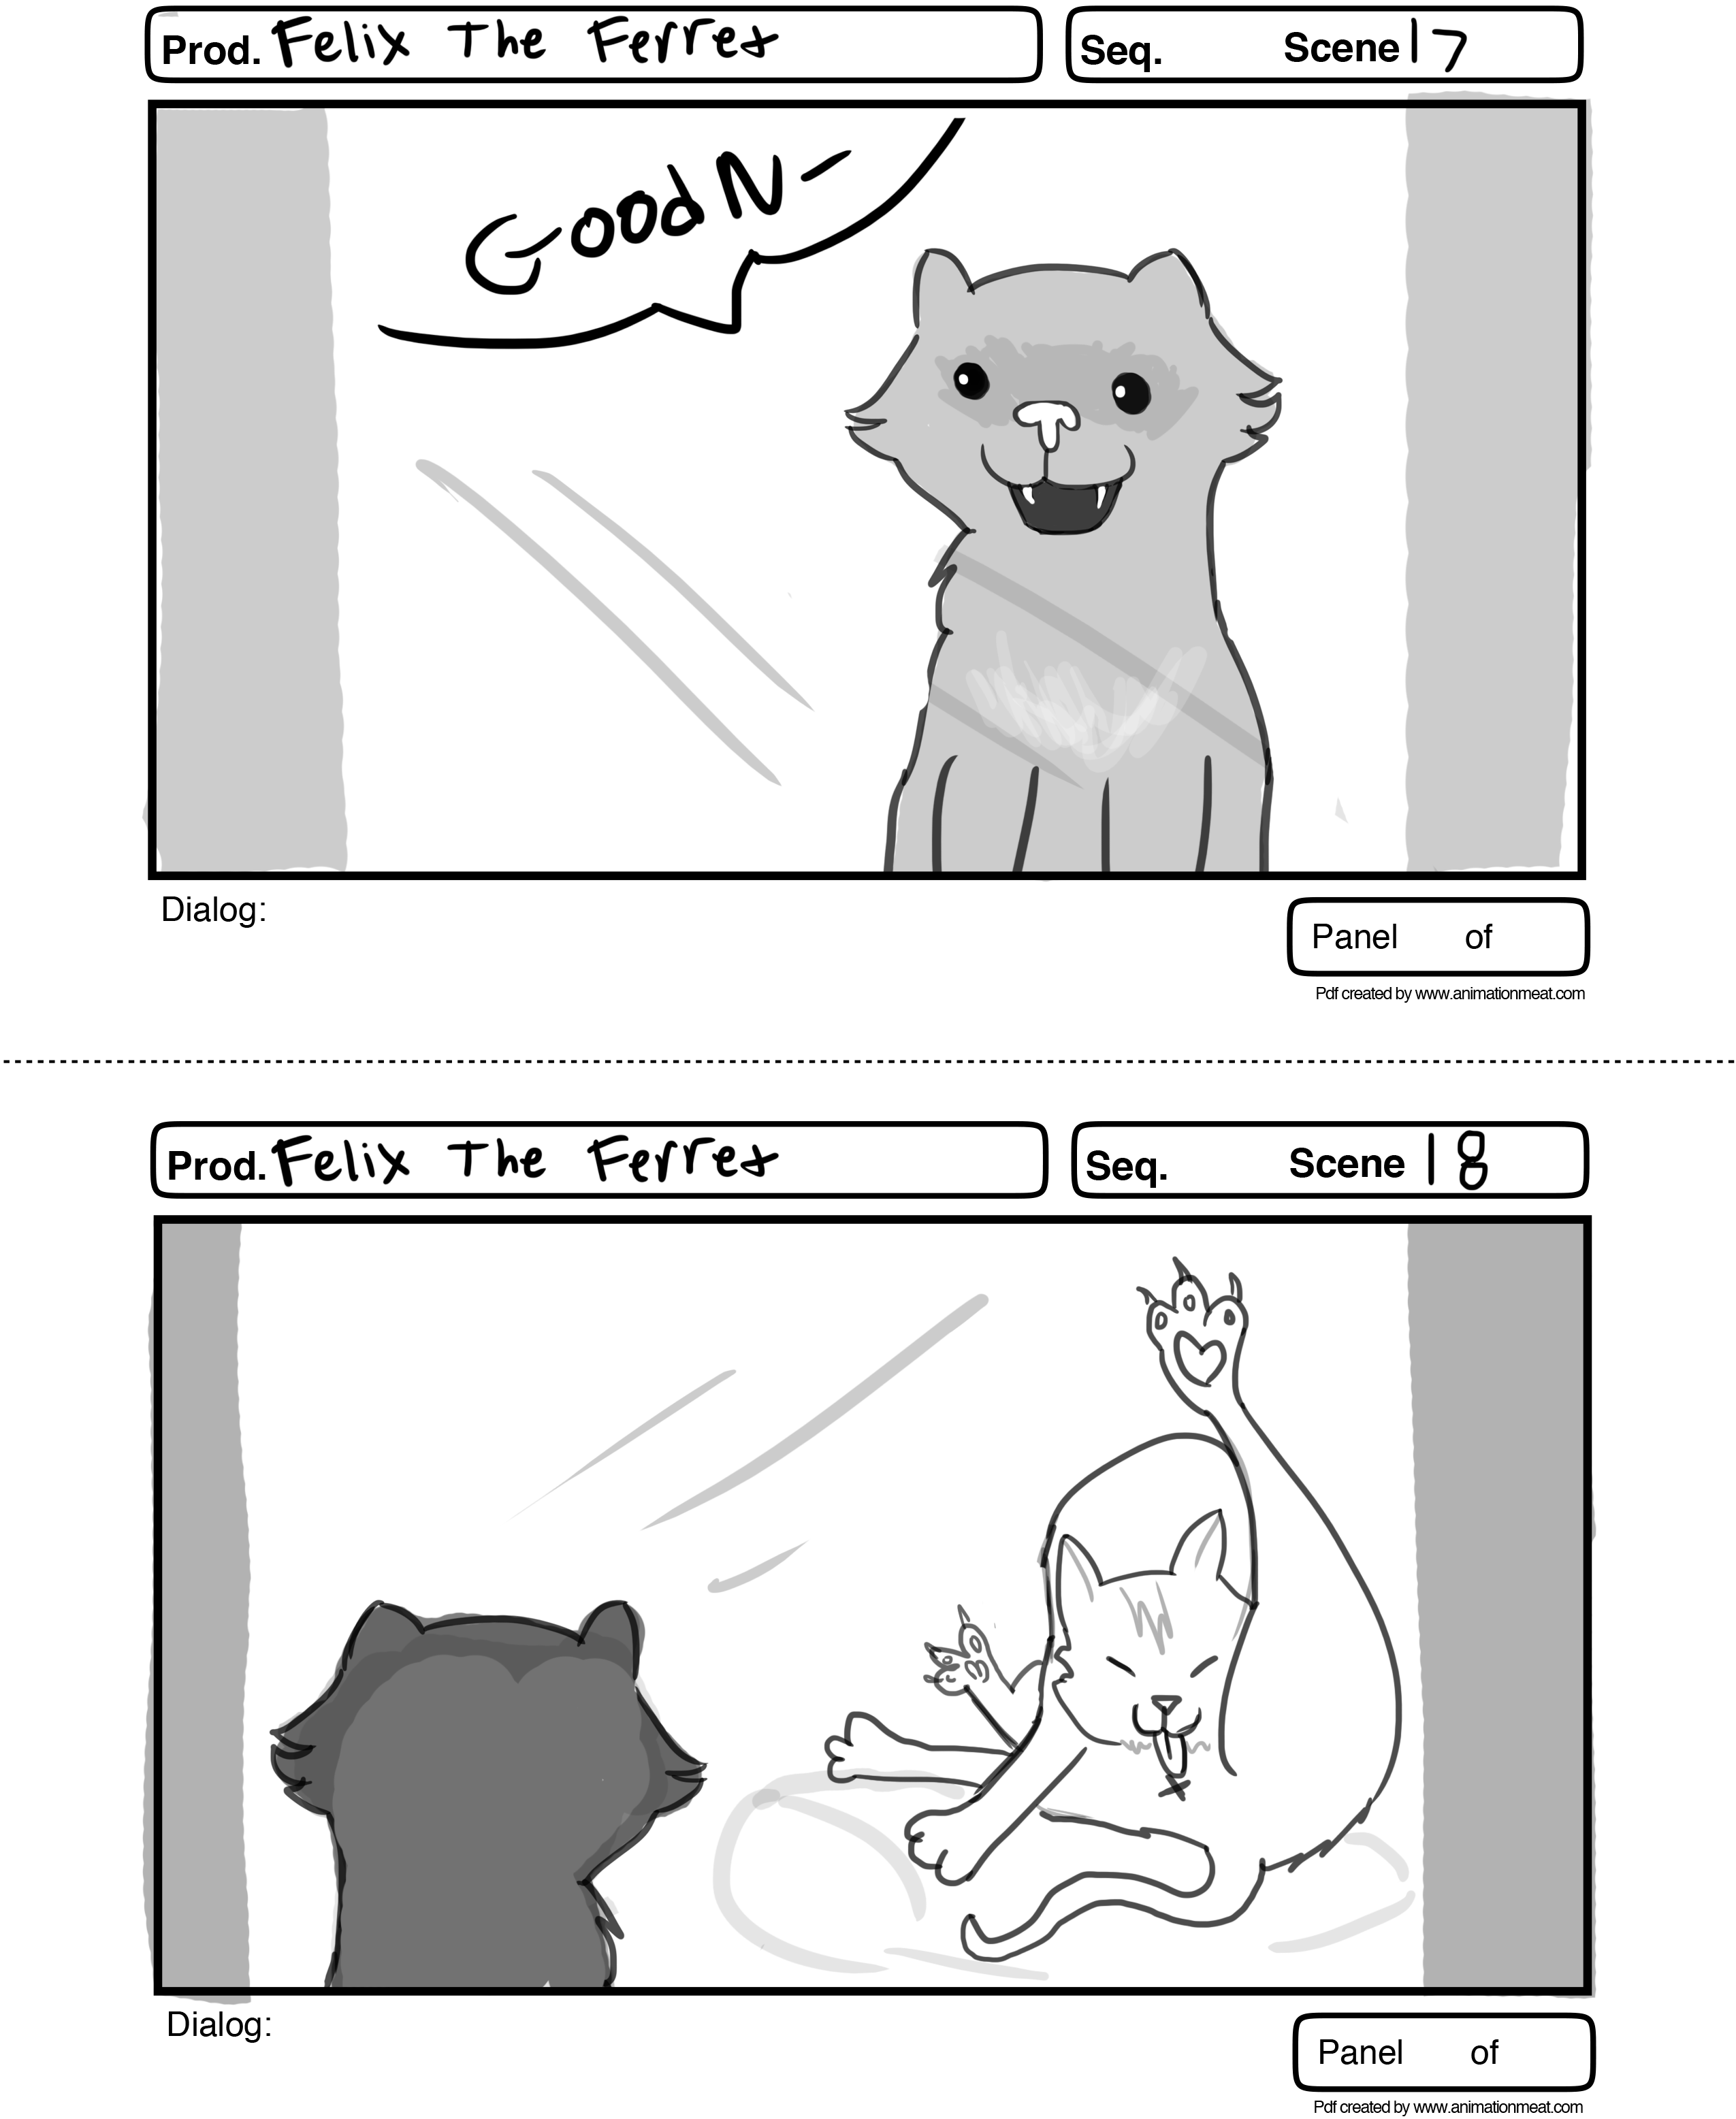 Prod. Felix The Ferret
Seq. Scene 17
GooD N-
Dialog:
Panel of
Pdf created by www.animationmeat.com
Prod. Felix The Ferret
Seq. Scene 18
Dialog:
Panel of
Pdf created by www.animationmeat.com